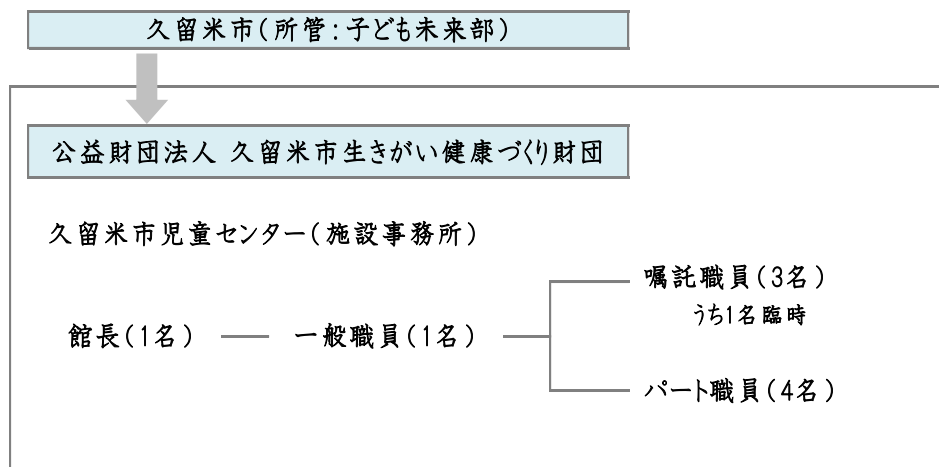 久留米市(所管:子ども未来部)
公益財団法人 久留米市生きがい健康づくり財団
久留米市児童センター(施設事務所)
館長(1名)
一般職員(1名)
嘱託職員(3名)
うち1名臨時
パート職員(4名)